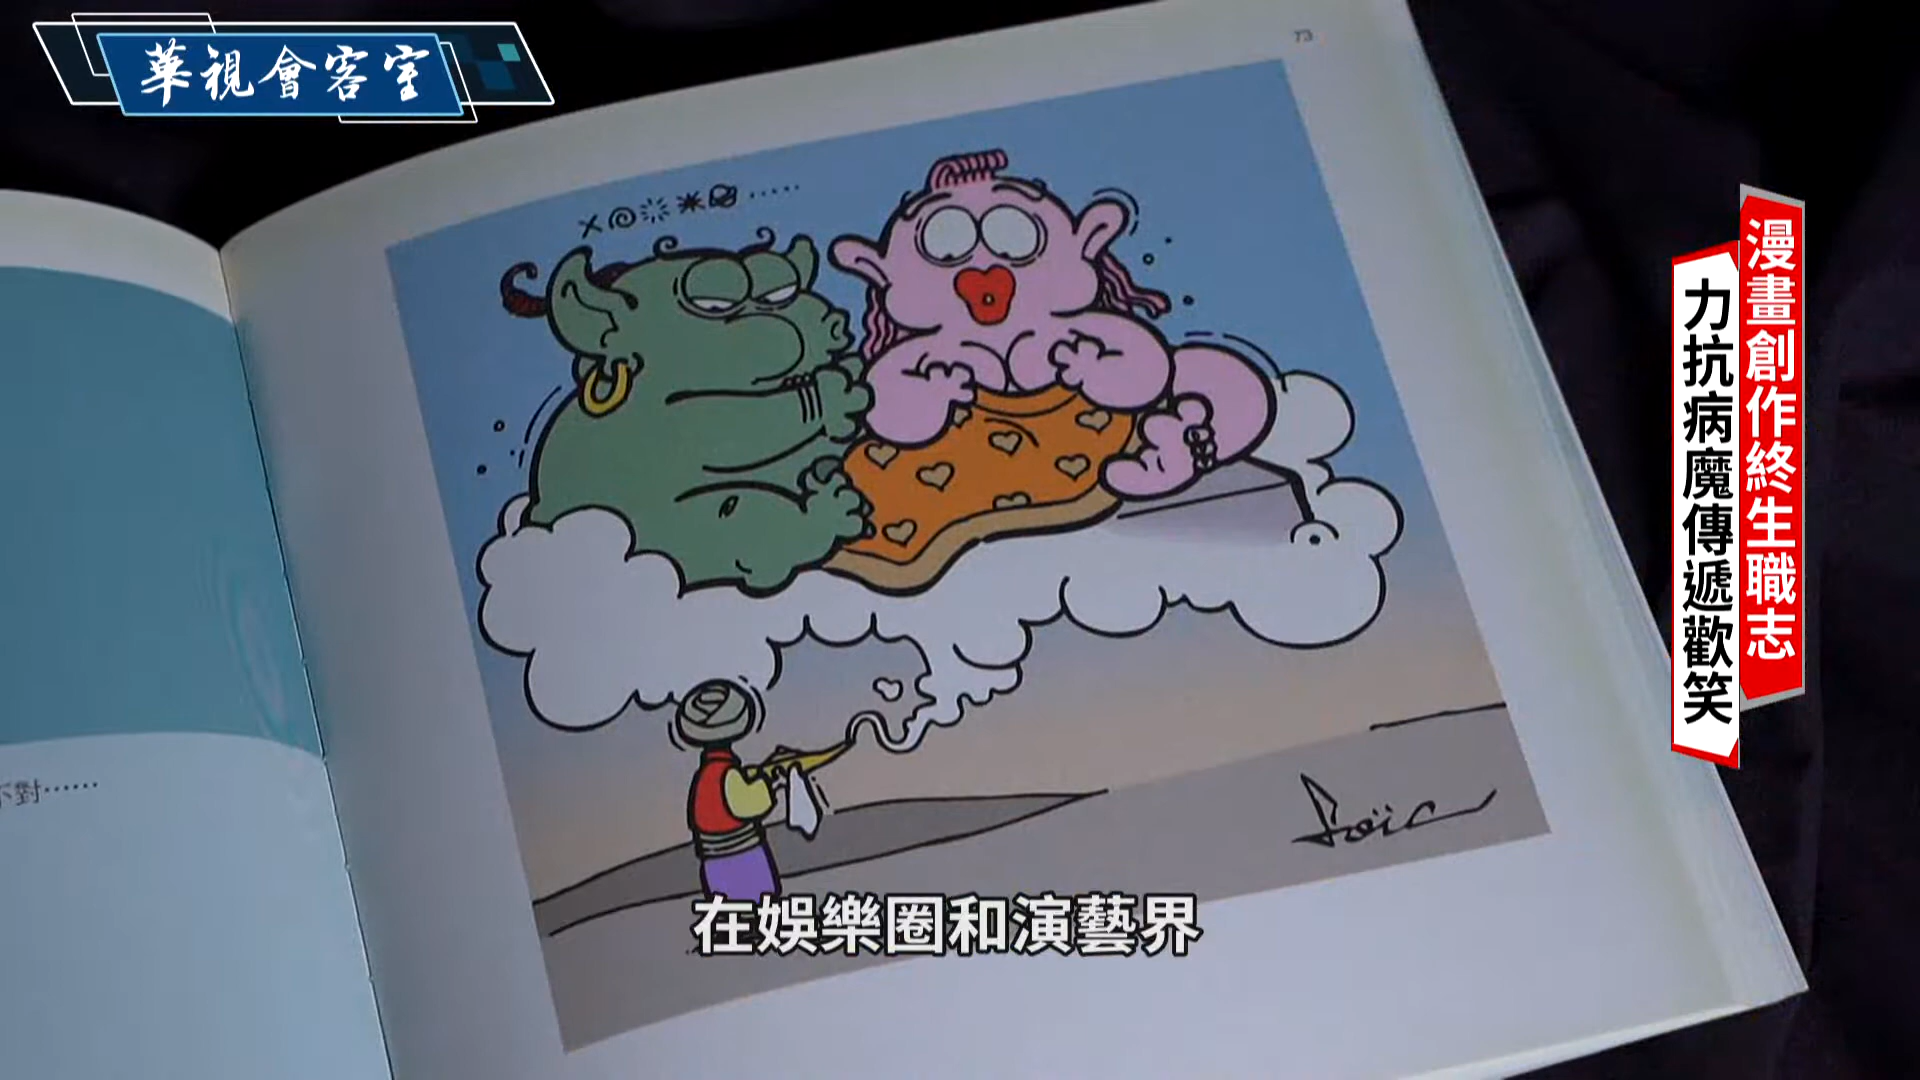 華視會客室
73
漫畫創作終生職志
力抗病魔傳遞歡笑
不對⋯⋯
在娛樂圈和演藝界